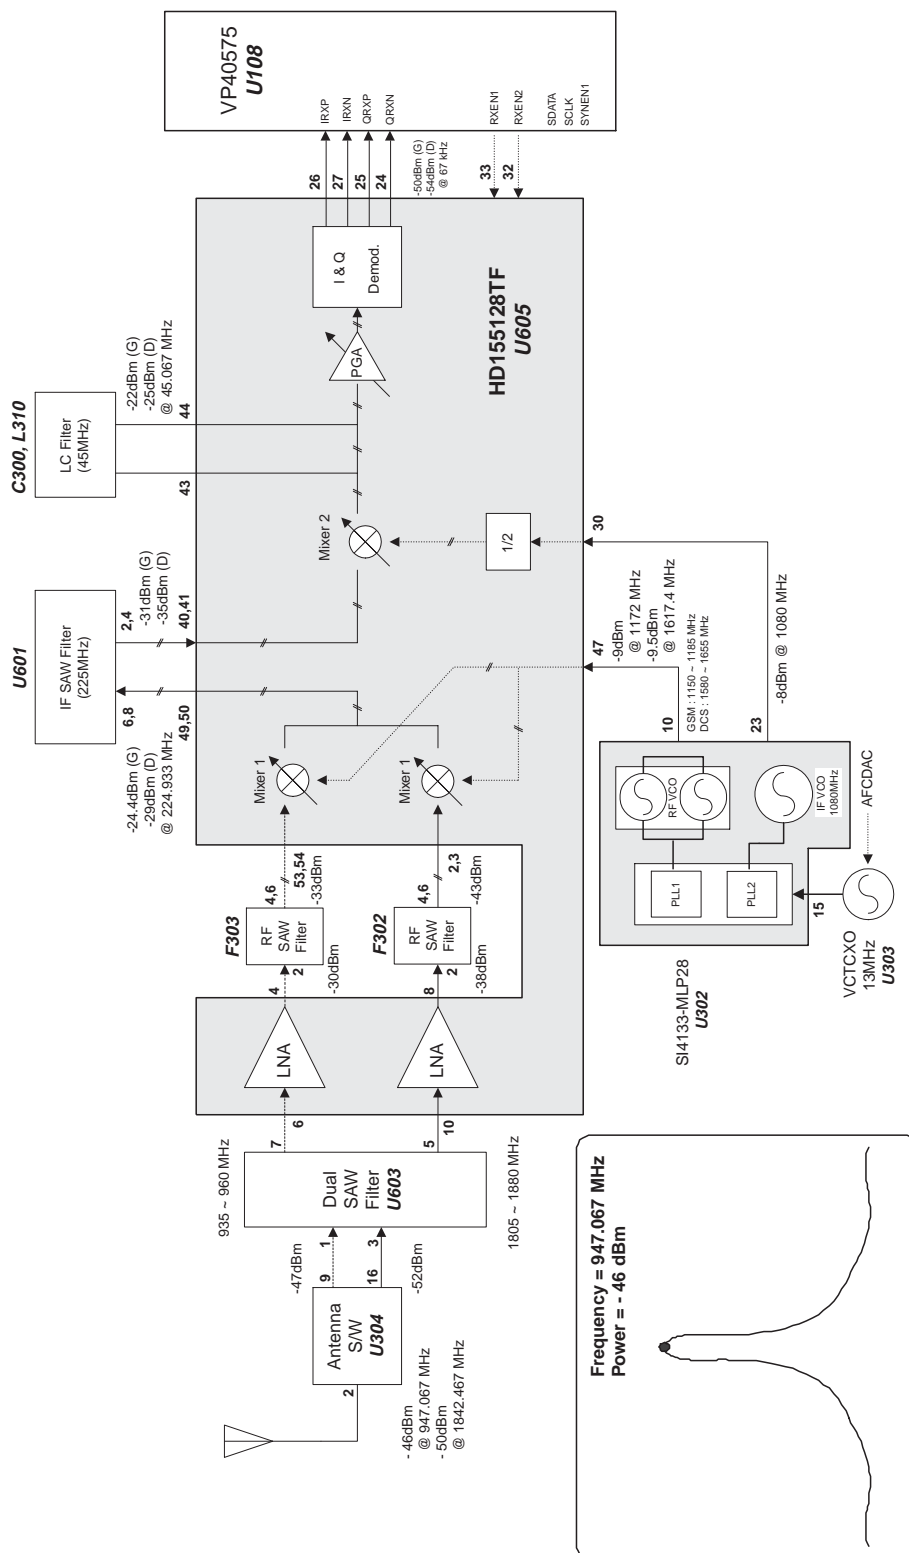 Antenna
S/W
U304
2
- 46dBm
@ 947.067 MHz
- 50dBm
@ 1842.467 MHz
-47dBm
9
1
16
3
-52dBm
Dual
SAW
Filter
U603
935 ~ 960 MHz
7
6
5
10
1805 ~ 1880 MHz
LNA
LNA
4
2
-30dBm
8
2
-38dBm
F303
RF
SAW
Filter
4,6
53,54
-33dBm
F302
RF
SAW
Filter
4,6
2,3
-43dBm
Mixer 1
Mixer 1
U601
IF SAW Filter
(225MHz)
6,8
-24.4dBm (G)
-29dBm (D)
@ 224.933 MHz
49,50
2,4
-31dBm (G)
-35dBm (D)
40,41
Mixer 2
1/2
C300, L310
LC Filter
(45MHz)
43
44
-22dBm (G)
-25dBm (D)
@ 45.067 MHz
PGA
I & Q
Demod.
HD155128TF
U605
26
27
25
24
-50dBm (G)
-54dBm (D)
@ 67 kHz
33
32
VP40575
U108
IRXP
IRXN
QRXP
QRXN
RXEN1
RXEN2
SDATA
SCLK
SYNEN1
30
47
-9dBm
@ 1172 MHz
-9.5dBm
@ 1617.4 MHz
GSM : 1150 ~ 1185 MHz
DCS : 1580 ~ 1655 MHz
10
23
-8dBm @ 1080 MHz
RF VCO
IF VCO
1080MHz
PLL1
PLL2
SI4133-MLP28
U302
15
AFCDAC
VCTCXO
13MHz
U303
Frequency = 947.067 MHz
Power = - 46 dBm